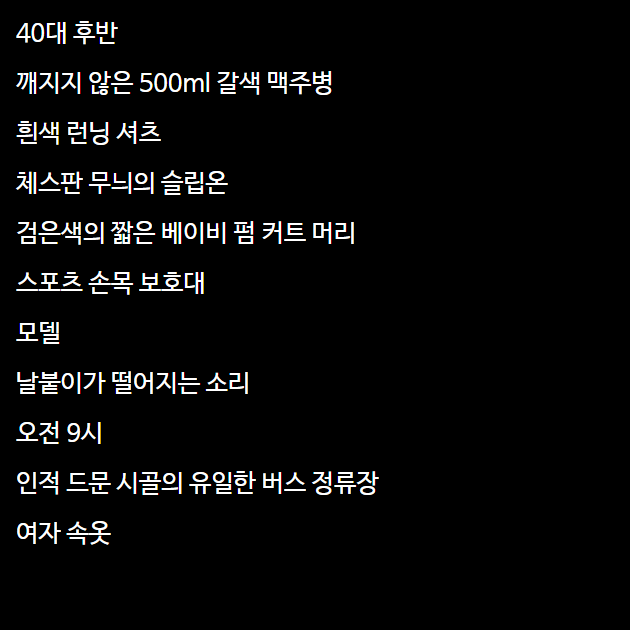 40대 후반
깨지지 않은 500ml 갈색 맥주병
흰색 런닝 셔츠
체스판 무늬의 슬립온
검은색의 짧은 베이비 펌 커트 머리
스포츠 손목 보호대
모델
날붙이가 떨어지는 소리
오전 9시
인적 드문 시골의 유일한 버스 정류장
여자 속옷